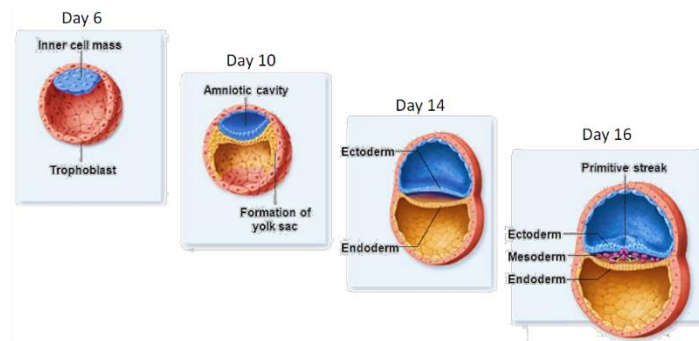 Day 6
Inner cell mass
Trophoblast
Day 10
Amniotic cavity
Formation of
yolk sac
Day 14
Ectoderm
Endoderm
Day 16
Primitive streak
Ectoderm
Mesoderm
Endoderm